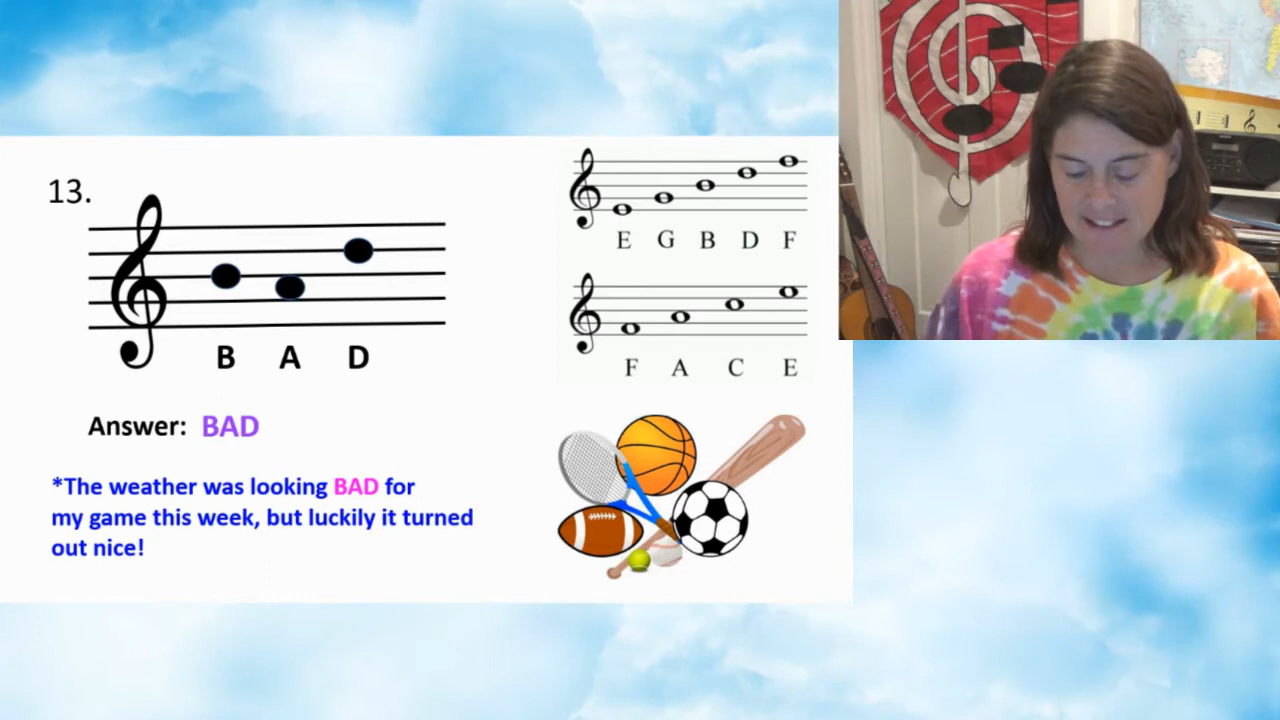 13.
B A D
Answer: BAD
*The weather was looking BAD for
my game this week, but luckily it turned
out nice!
E G B D F
F A C E